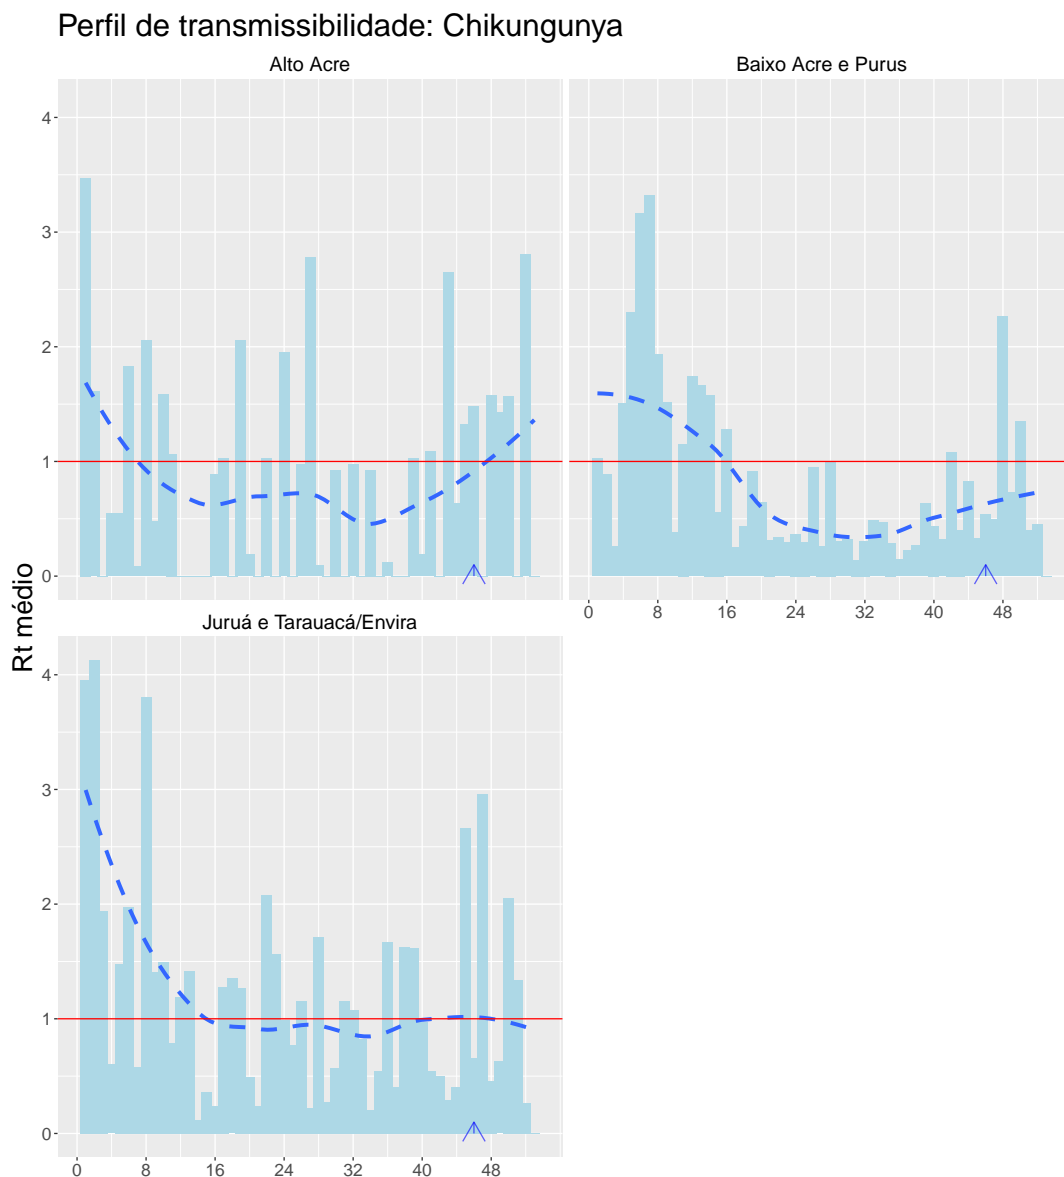 Perfil de transmissibilidade: Chikungunya
Alto Acre
Baixo Acre e Purus
4
3
2
1
0
0 8 16 24 32 40 48
Rt médio
Juruá e Tarauacá/Envira
4
3
2
1
0
0 8 16 24 32 40 48